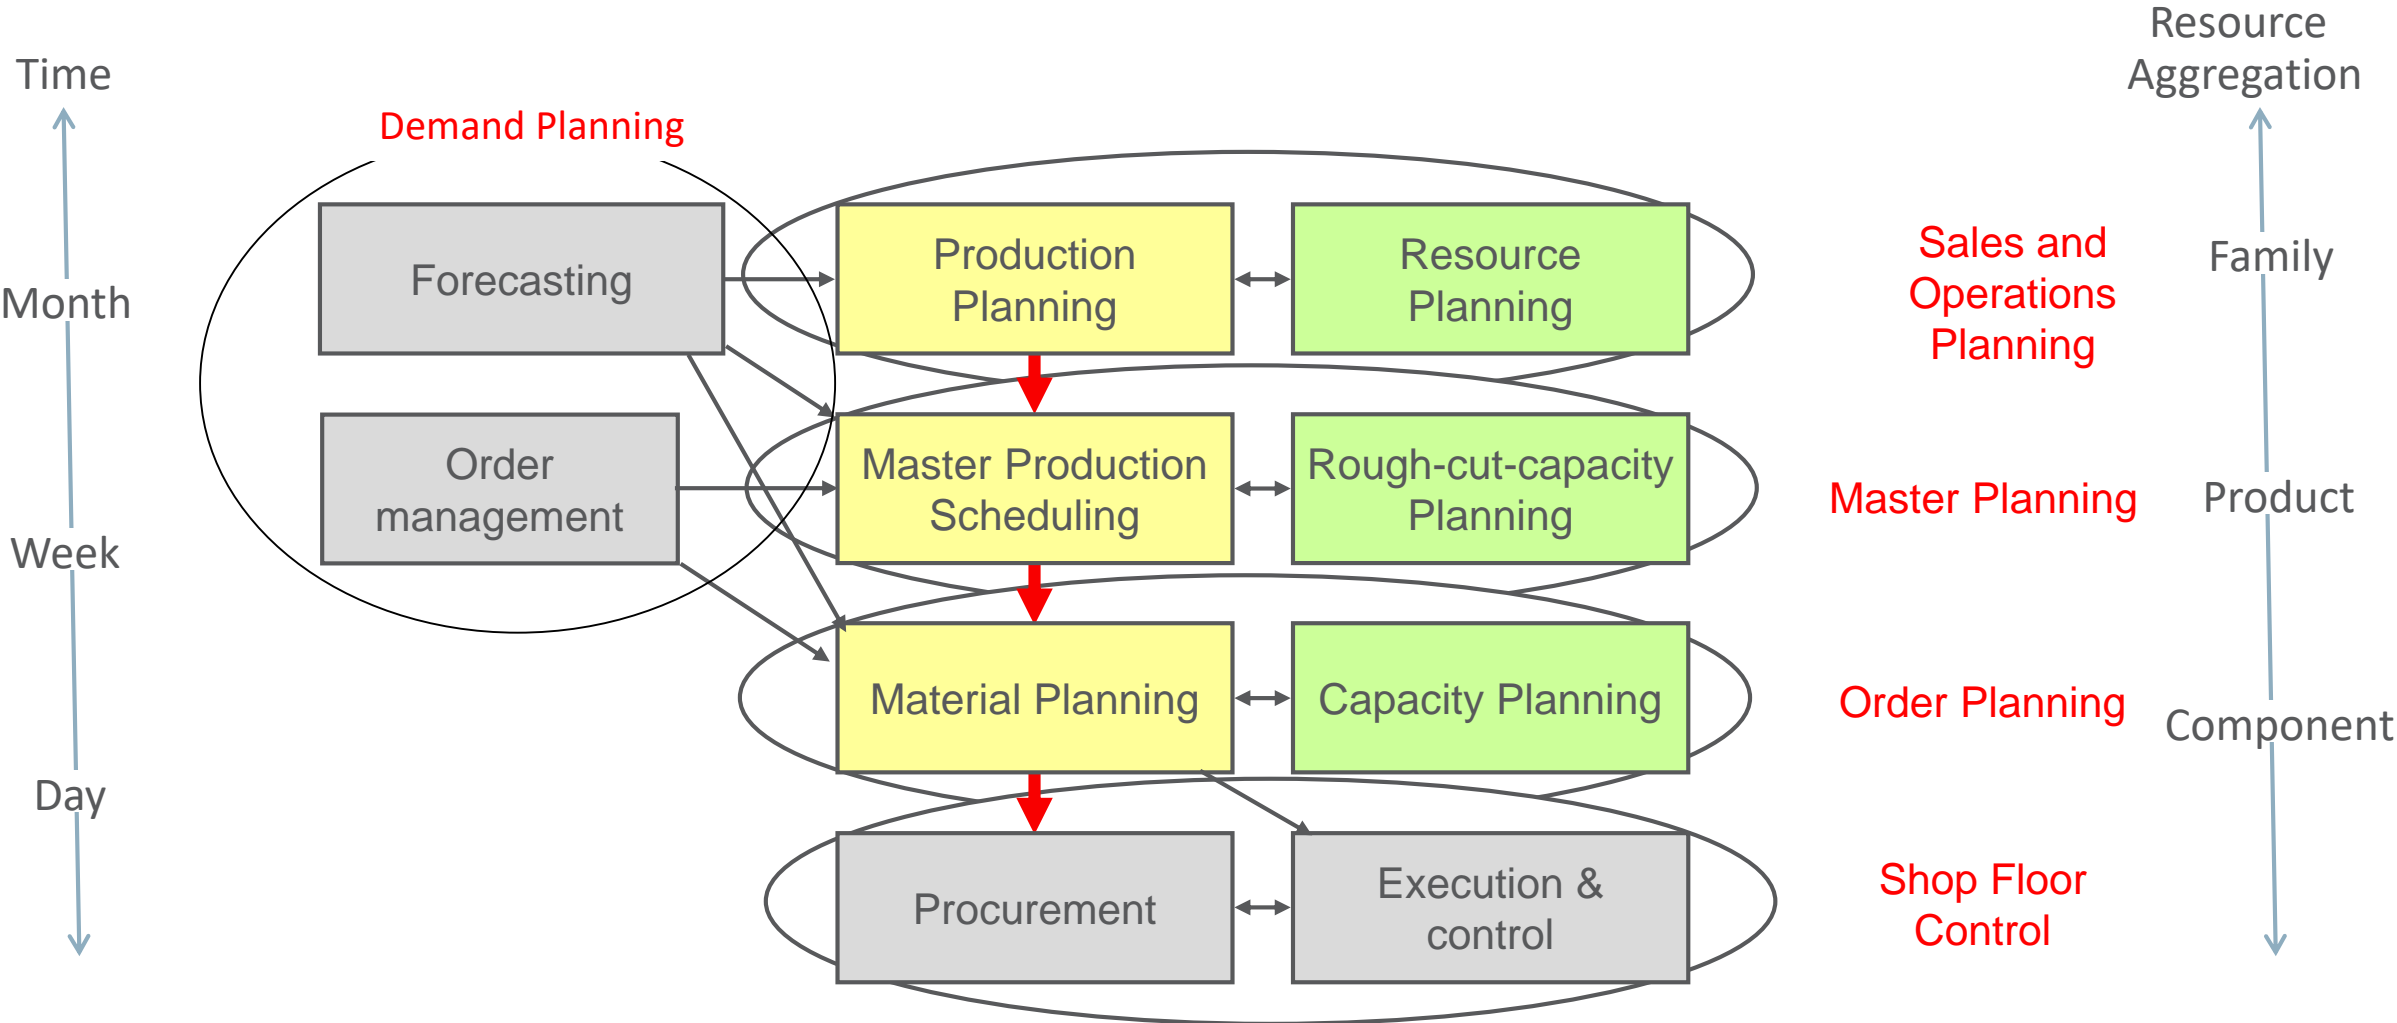 Time
Resource
Aggregation
Demand Planning
Forecasting
Production
Planning
Resource
Planning
Sales and
Operations
Planning
Family
Month
Order
management
Master Production
Scheduling
Rough-cut-capacity
Planning
Master Planning
Product
Week
Material Planning
Capacity Planning
Order Planning
Component
Day
Procurement
Execution &
control
Shop Floor
Control